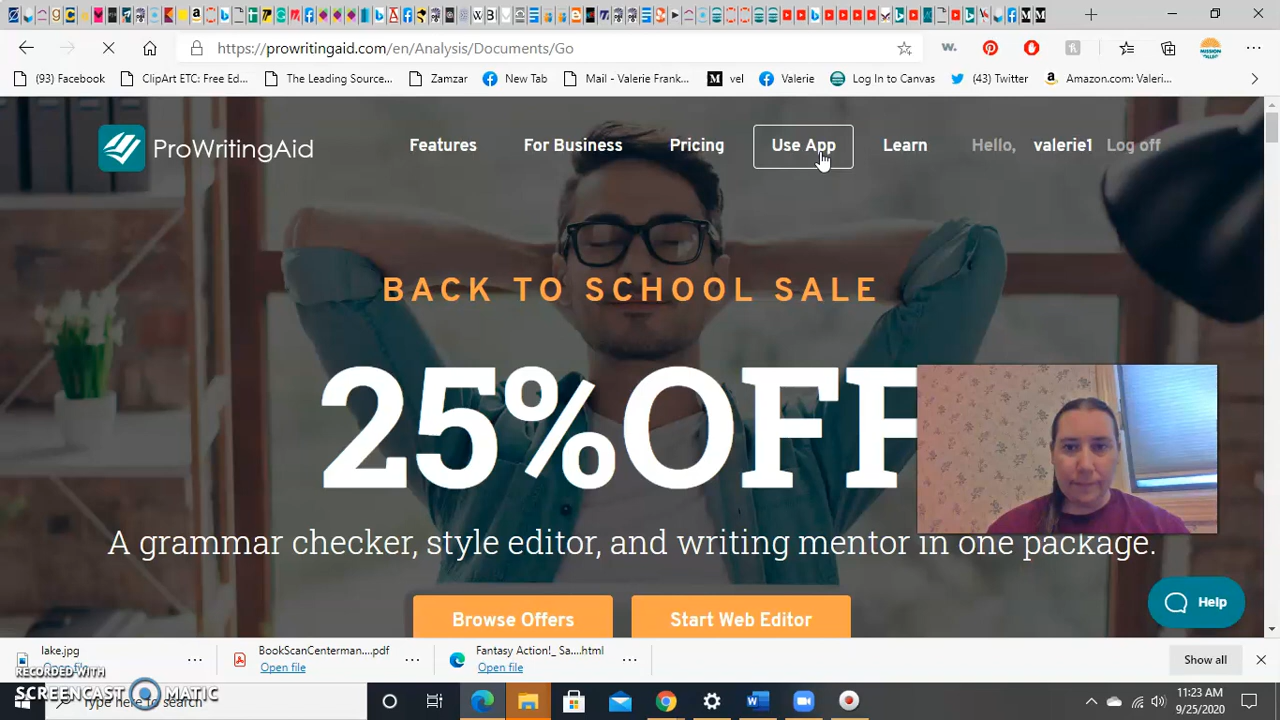 https://prowritingaid.com/en/Analysis/Documents/Go
(93) Facebook
ClipArt ETC: Free Ed...
The Leading Source...
Zamzar
New Tab
Mail - Valerie Frank...
vel
Valerie
Log In to Canvas
(43) Twitter
Amazon.com: Valeri...
ProWritingAid
Features
For Business
Pricing
Use App
Learn
Hello, valerie1 Log off
BACK TO SCHOOL SALE
25%OFF
A grammar checker, style editor, and writing mentor in one package.
Browse Offers
Start Web Editor
Help
lake.jpg
BookScanCenterman....pdf
Open file
Fantasy Action!_ Sa....html
Open file
Show all
RECORDED WITH
SCREENCAST MATIC
Type here to search
11:23 AM
9/25/2020